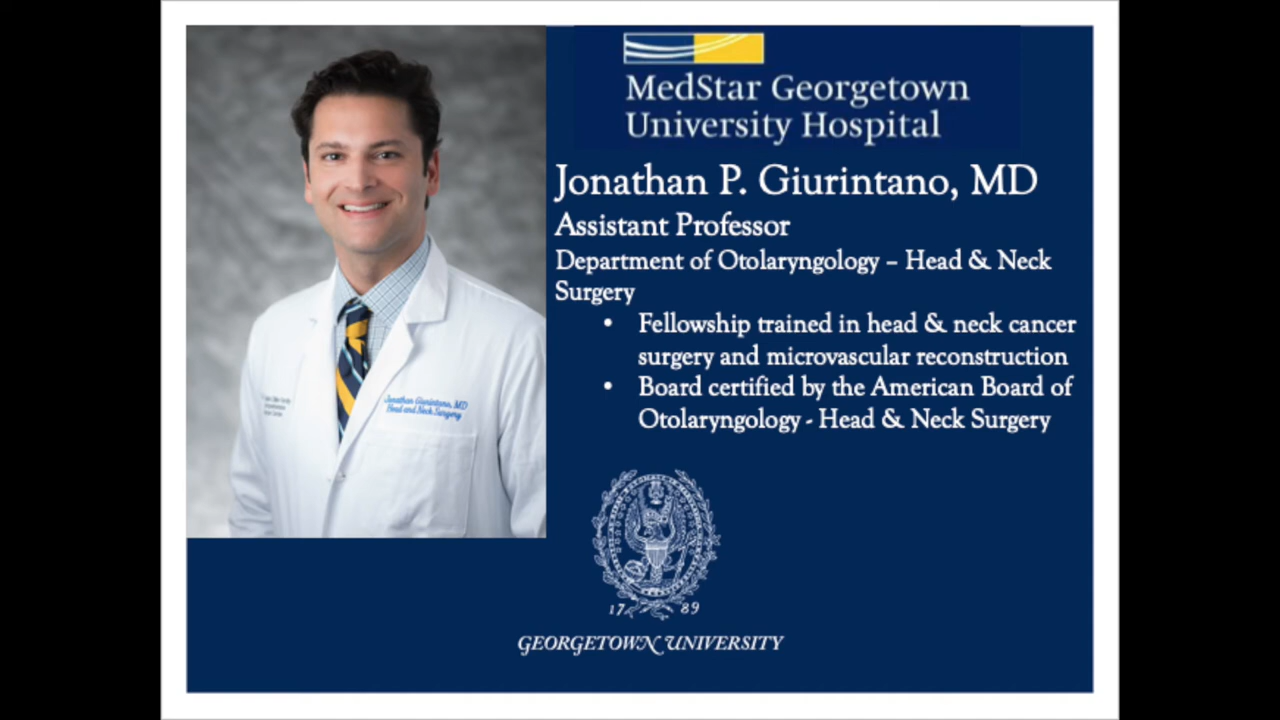 MedStar Georgetown
University Hospital
Jonathan P. Giurintano, MD
Assistant Professor
Department of Otolaryngology – Head & Neck
Surgery
• Fellowship trained in head & neck cancer
surgery and microvascular reconstruction
• Board certified by the American Board of
Otolaryngology - Head & Neck Surgery
Jonathan Giurintano, MD
Head and Neck Surgery
17 89
GEORGETOWN UNIVERSITY